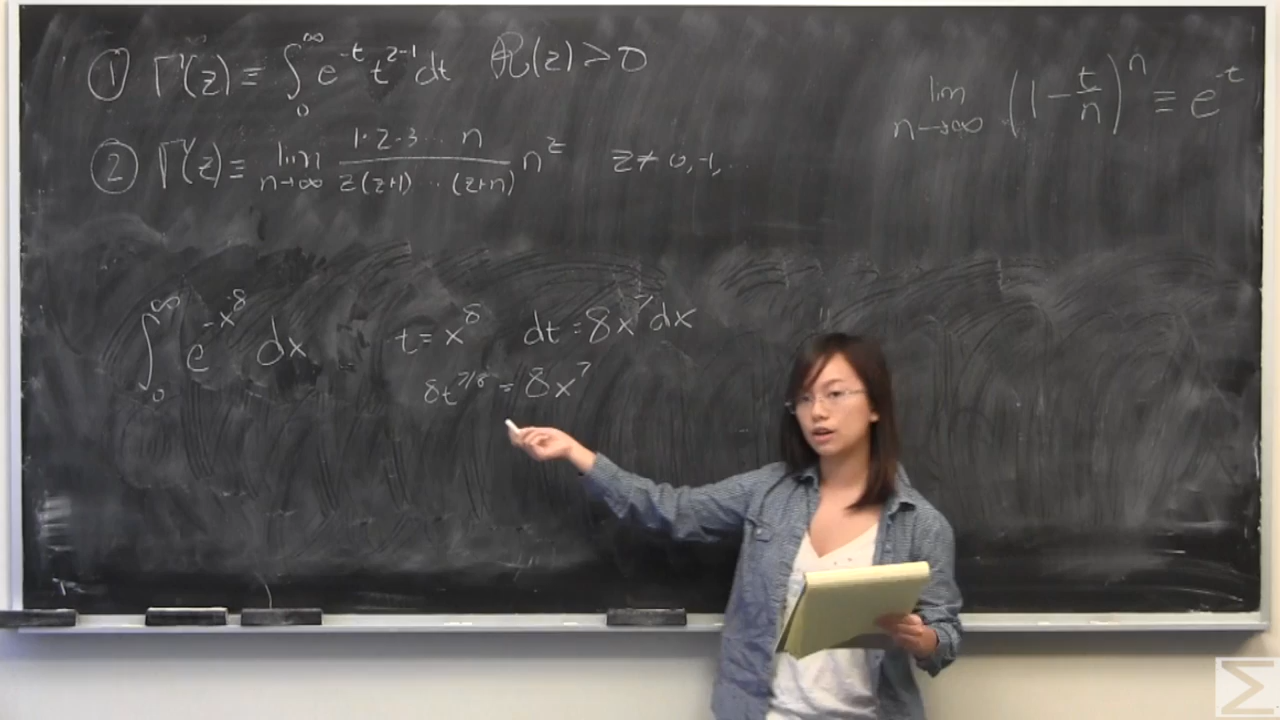 ① Γ(z) ≡ ∫₀^∞ e^{-t} t^{z-1} dt ℛ(z) > 0
lim_{n→∞} (1 - t/n)^n ≡ e^{-t}
② Γ(z) ≡ lim_{n→∞} 1·2·3···n / z(z+1)···(z+n) n^z z ≠ 0, -1, ...
∫₀^∞ e^{-x^8} dx t = x^8 dt = 8x^7 dx
8t^{7/8} = 8x^7
Σ